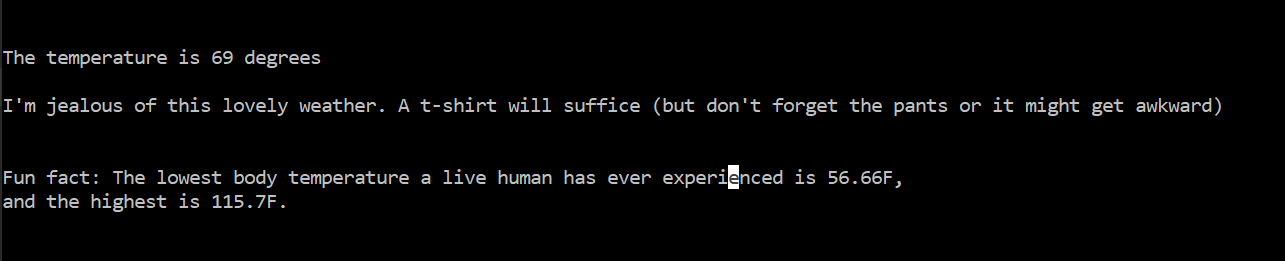 The temperature is 69 degrees
I'm jealous of this lovely weather. A t-shirt will suffice (but don't forget the pants or it might get awkward)
Fun fact: The lowest body temperature a live human has ever experienced is 56.66F,
and the highest is 115.7F.